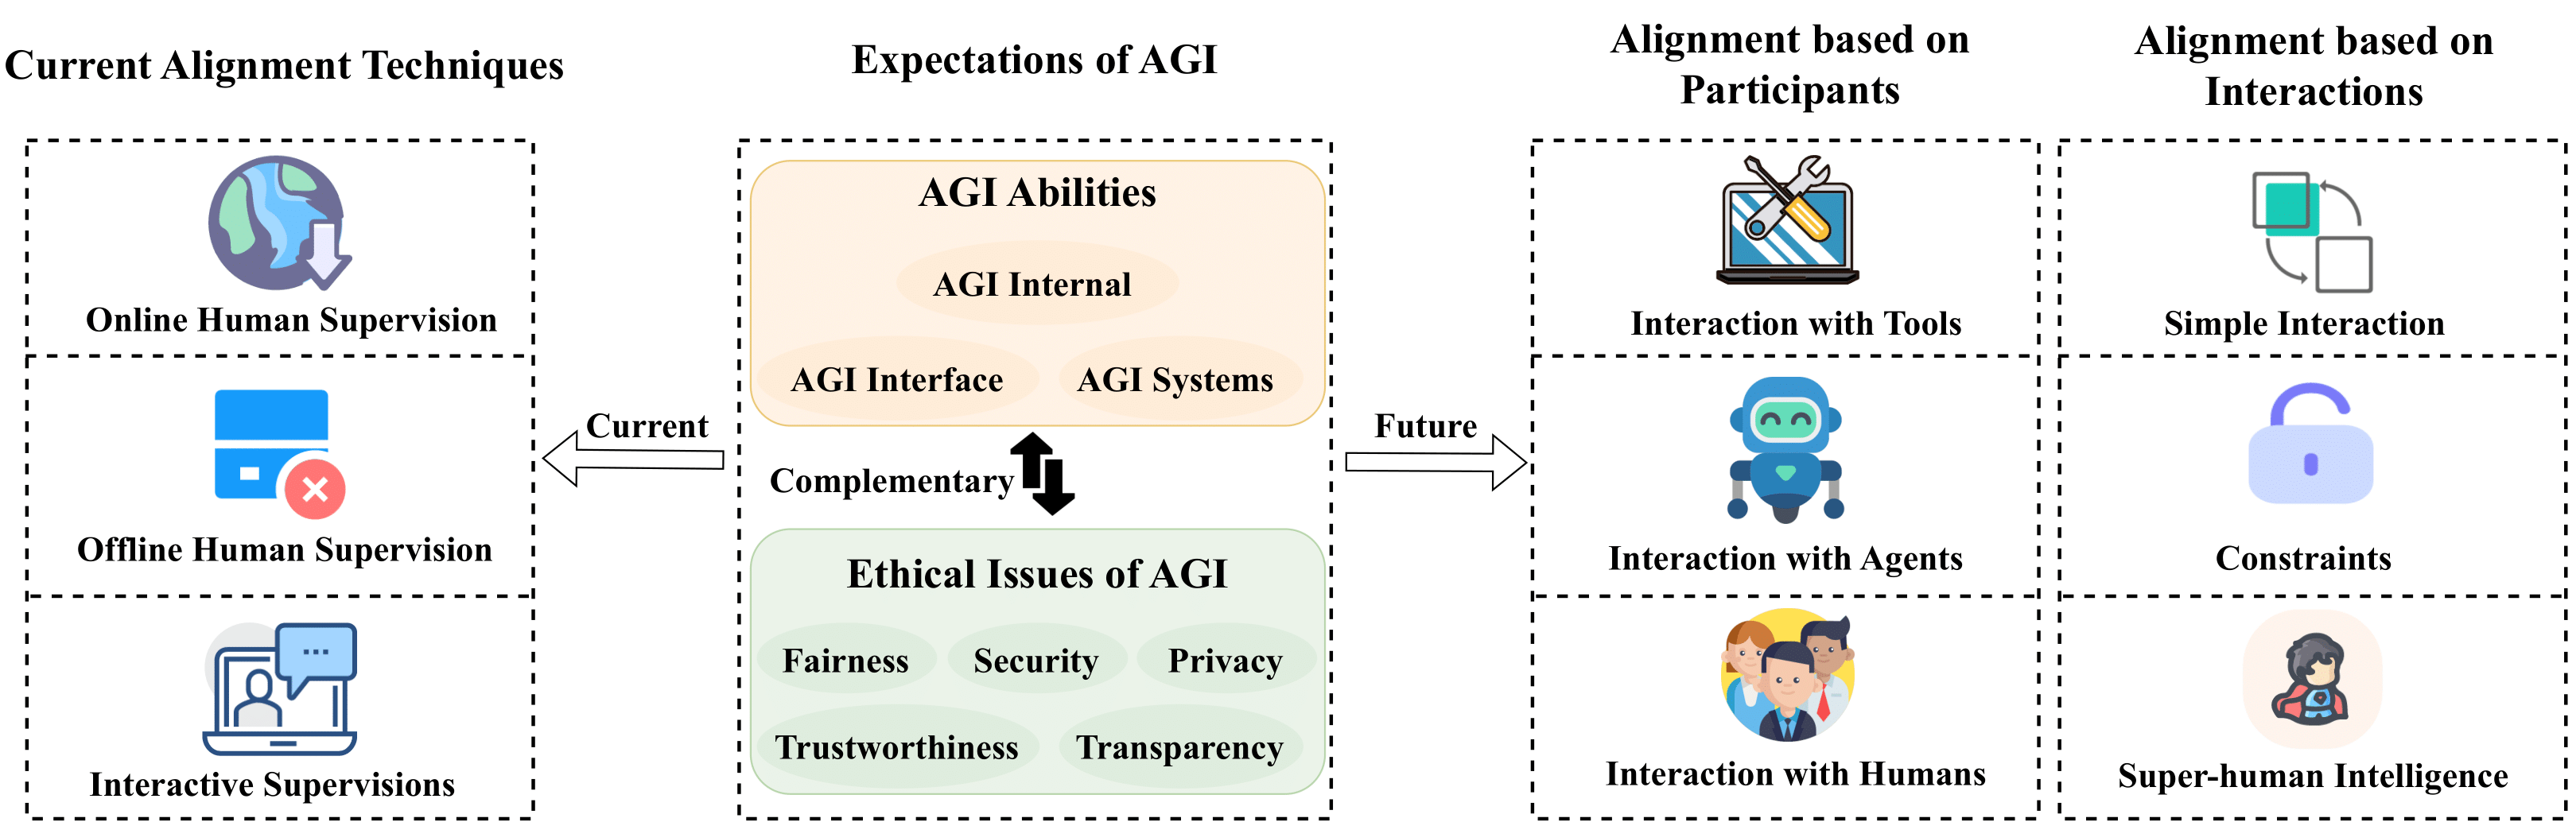 Current Alignment Techniques
Online Human Supervision
Offline Human Supervision
Interactive Supervisions
Current
Expectations of AGI
AGI Abilities
AGI Internal
AGI Interface
AGI Systems
Complementary
Ethical Issues of AGI
Fairness
Security
Privacy
Trustworthiness
Transparency
Future
Alignment based on
Participants
Interaction with Tools
Interaction with Agents
Interaction with Humans
Alignment based on
Interactions
Simple Interaction
Constraints
Super-human Intelligence